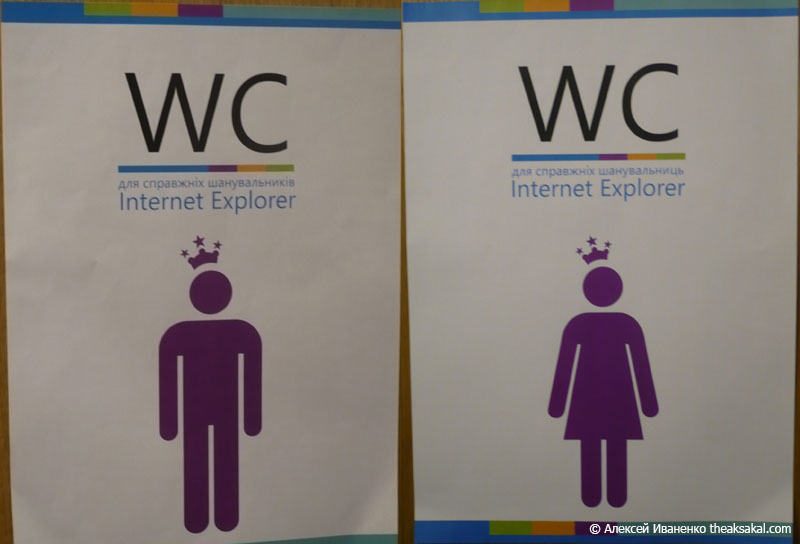 WC
для справжніх шанувальників
Internet Explorer
WC
для справжніх шанувальниць
Internet Explorer
© Алексей Иваненко theaksakal.com